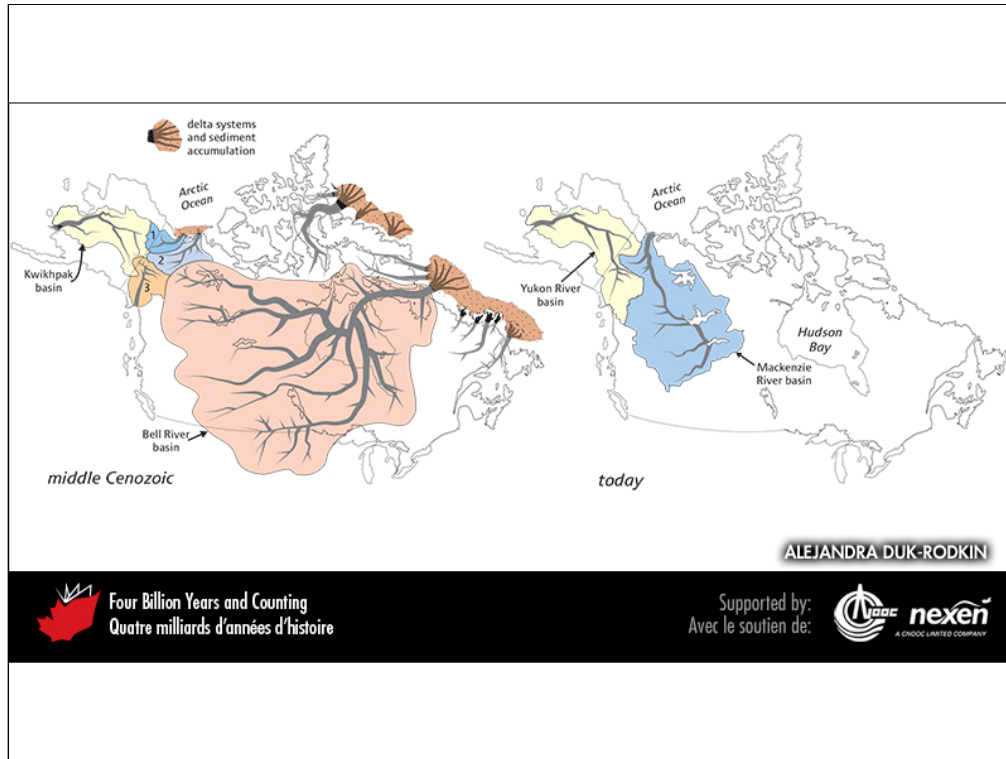 delta systems
and sediment
accumulation
Arctic
Ocean
1
2
3
Kwikhpak
basin
Bell River
basin
middle Cenozoic
Arctic
Ocean
Yukon River
basin
Hudson
Bay
Mackenzie
River basin
today
ALEJANDRA DUK-RODKIN
Four Billion Years and Counting
Quatre milliards d'années d'histoire
Supported by:
Avec le soutien de:
CNOOC
nexen
A CNOOC LIMITED COMPANY